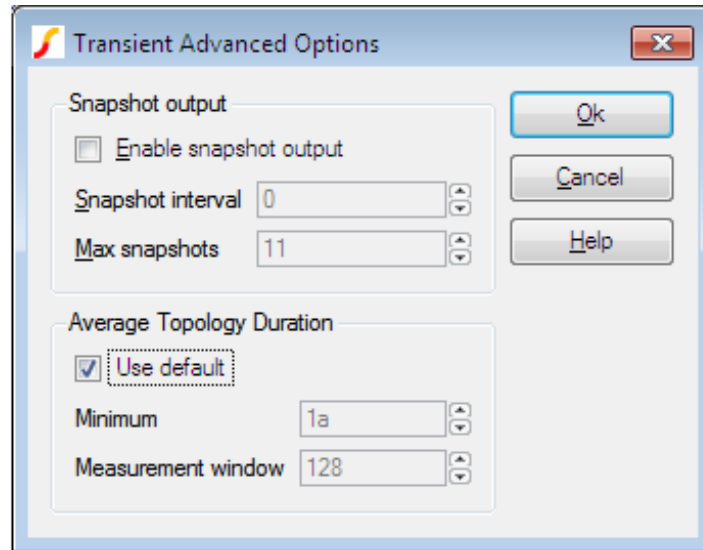 Transient Advanced Options
Snapshot output
Enable snapshot output
Snapshot interval 0
Max snapshots 11
Ok
Cancel
Help
Average Topology Duration
Use default
Minimum 1a
Measurement window 128